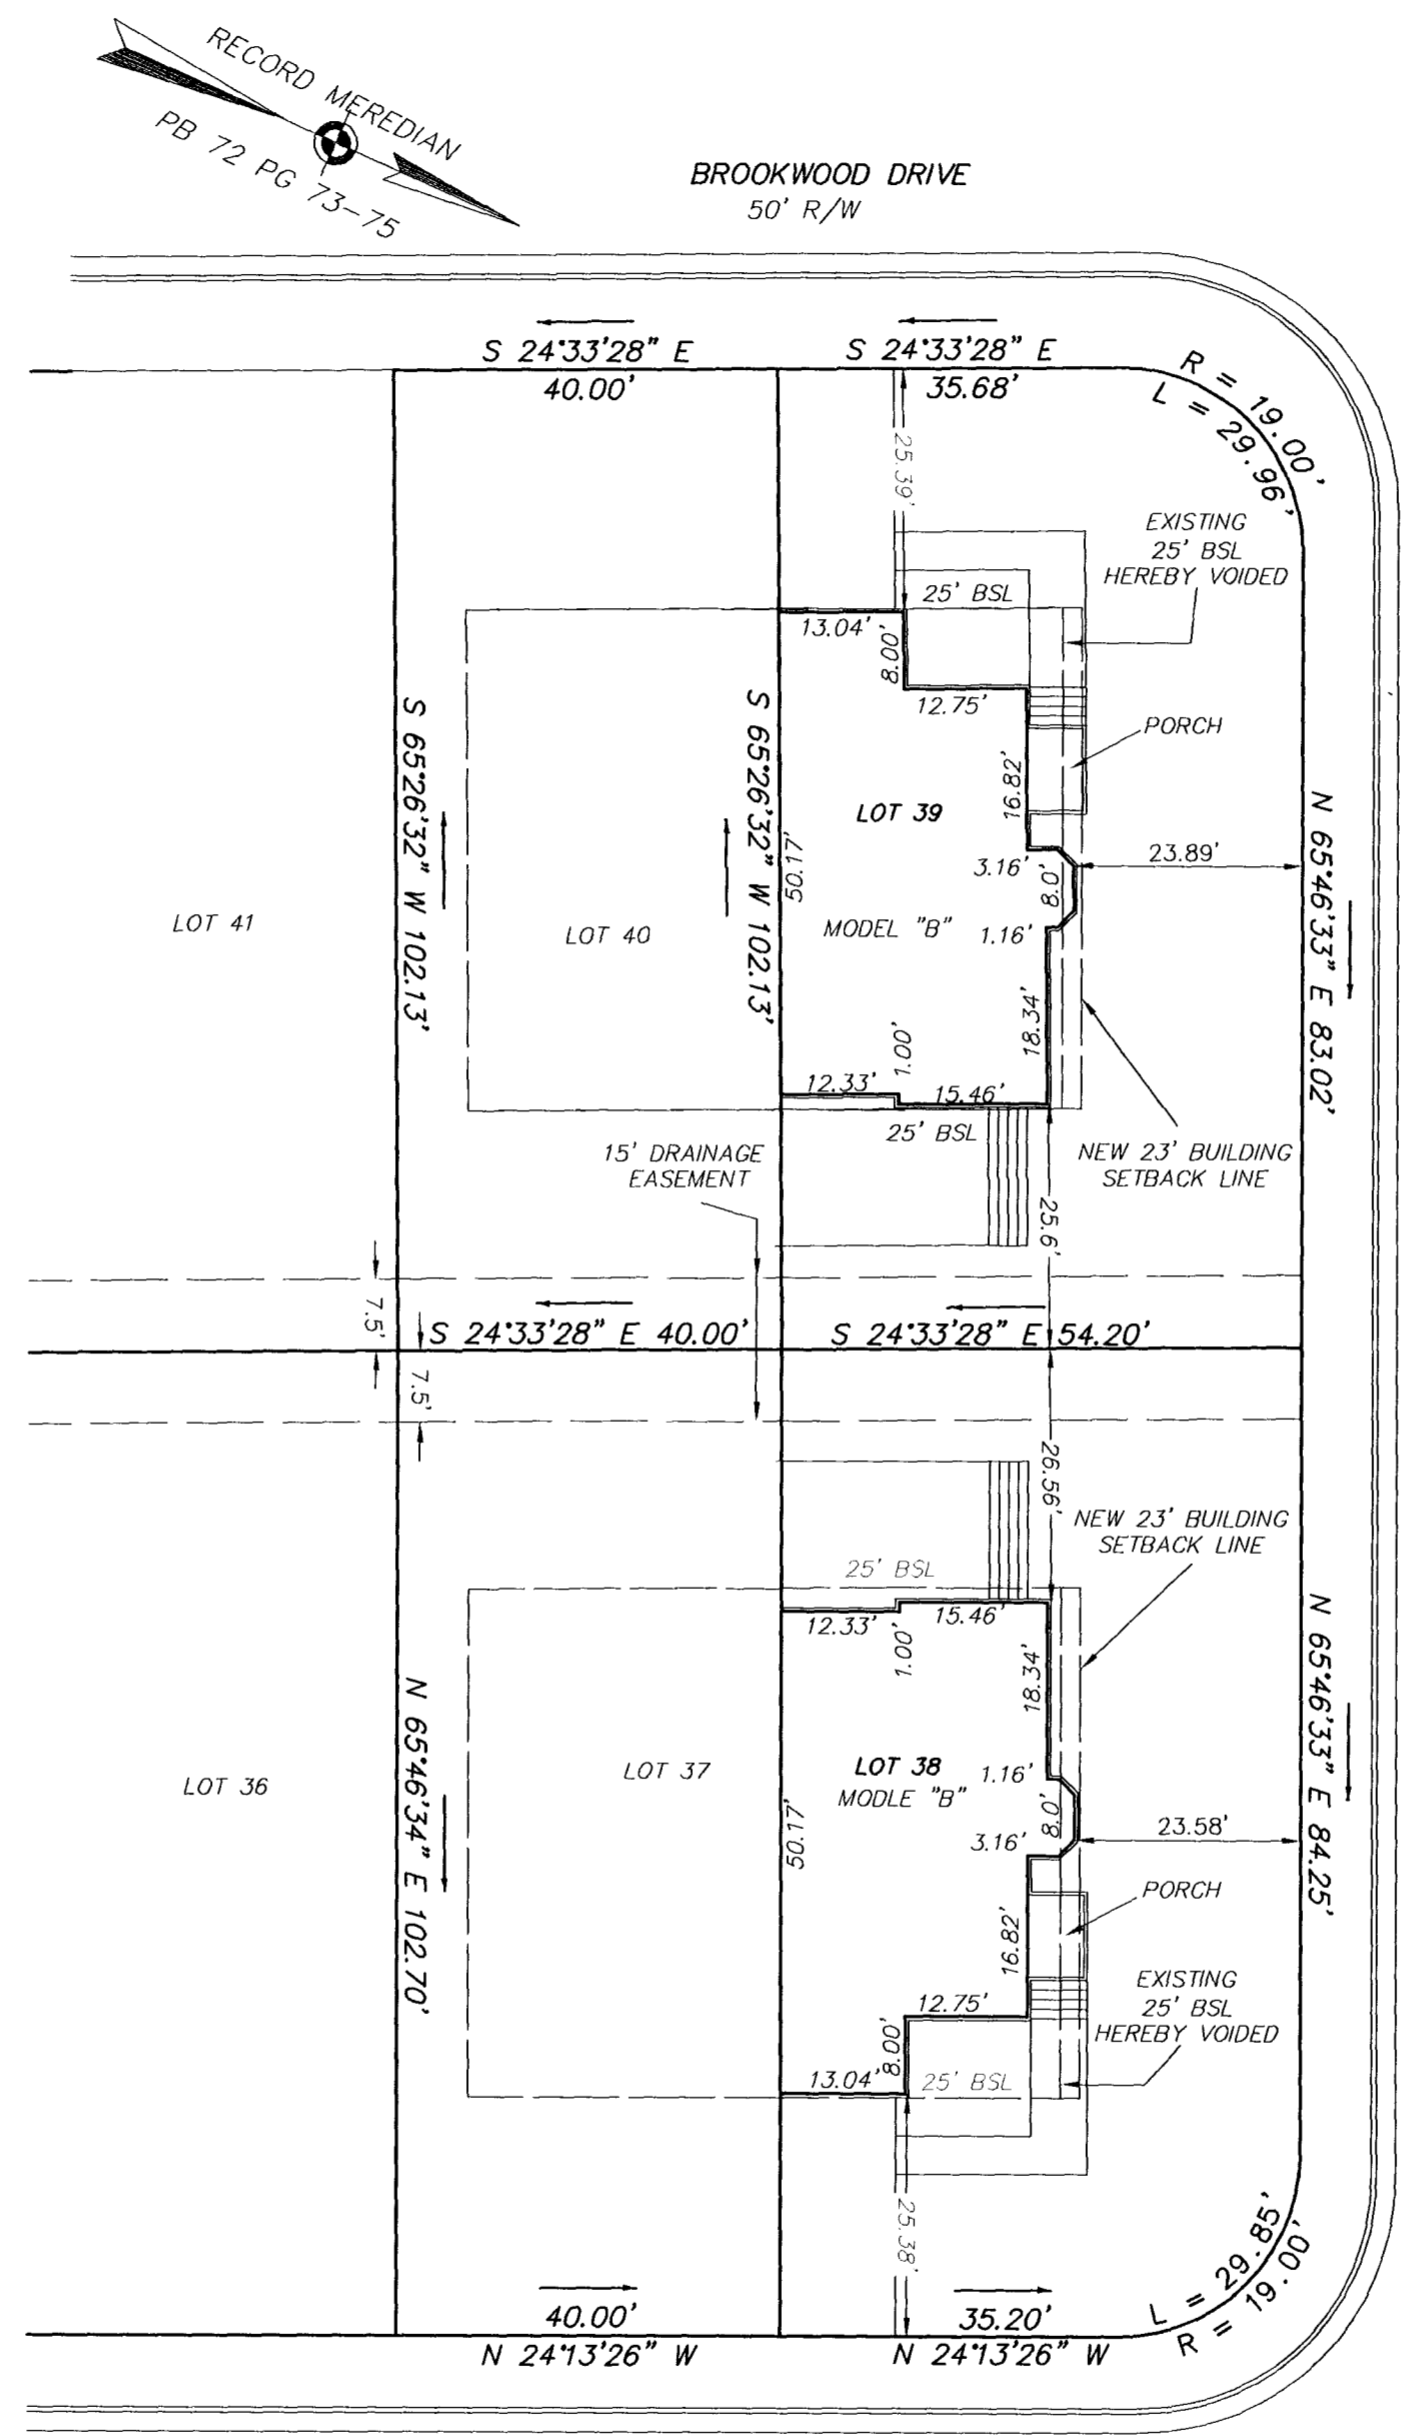 RECORD MEREDIAN
PB 72 PG 73-75
BROOKWOOD DRIVE
50' R/W
S 24°33'28" E
40.00'
S 24°33'28" E
35.68'
R = 19.00'
L = 29.96'
25.39'
EXISTING
25' BSL
HEREBY VOIDED
25' BSL
13.04'
8.00'
12.75'
PORCH
S 65°26'32" W 102.13'
S 65°26'32" W 102.13'
16.82'
LOT 39
50.17'
3.16'
8.0'
23.89'
N 65°46'33" E 83.02'
LOT 41
LOT 40
MODEL "B"
1.16'
18.34'
1.00'
12.33'
15.46'
25' BSL
15' DRAINAGE
EASEMENT
NEW 23' BUILDING
SETBACK LINE
25.6'
7.5'
S 24°33'28" E 40.00'
S 24°33'28" E 54.20'
7.5'
26.56'
NEW 23' BUILDING
SETBACK LINE
25' BSL
12.33'
15.46'
1.00'
18.34'
N 65°46'33" E 84.25'
N 65°46'34" E 102.70'
LOT 36
LOT 37
LOT 38
MODLE "B"
1.16'
8.0'
50.17'
3.16'
23.58'
PORCH
16.82'
EXISTING
25' BSL
HEREBY VOIDED
12.75'
8.00'
13.04'
25' BSL
25.38'
L = 29.85'
R = 19.00'
40.00'
N 24°13'26" W
35.20'
N 24°13'26" W